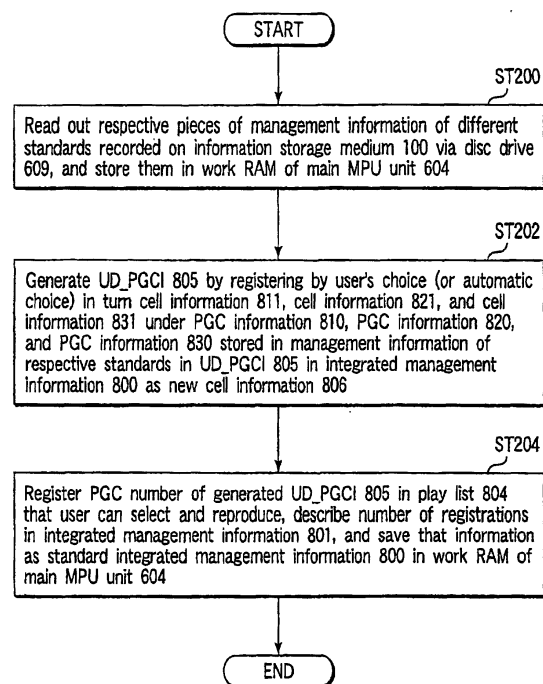 START
ST200
Read out respective pieces of management information of different
standards recorded on information storage medium 100 via disc drive
609, and store them in work RAM of main MPU unit 604
ST202
Generate UD_PGCI 805 by registering by user's choice (or automatic
choice) in turn cell information 811, cell information 821, and cell
information 831 under PGC information 810, PGC information 820,
and PGC information 830 stored in management information of
respective standards in UD_PGCI 805 in integrated management
information 800 as new cell information 806
ST204
Register PGC number of generated UD_PGCI 805 in play list 804
that user can select and reproduce, describe number of registrations
in integrated management information 801, and save that information
as standard integrated management information 800 in work RAM of
main MPU unit 604
END